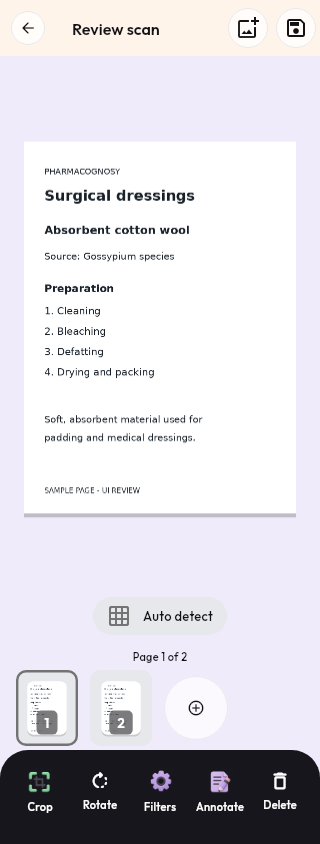 Review scan
PHARMACOGNOSY
Surgical dressings
Absorbent cotton wool
Source: Gossypium species
Preparation
1. Cleaning
2. Bleaching
3. Defatting
4. Drying and packing
Soft, absorbent material used for
padding and medical dressings.
SAMPLE PAGE - UI REVIEW
Auto detect
Page 1 of 2
1
2
Crop
Rotate
Filters
Annotate
Delete